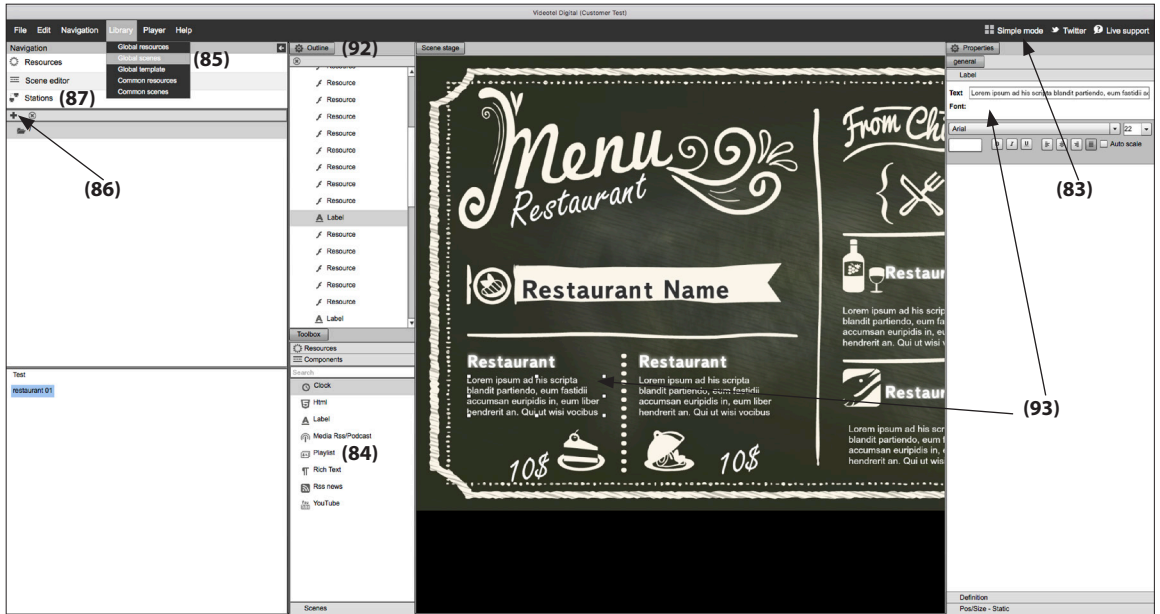 Videotel Digital (Customer Test)
File Edit Navigation Library Player Help
Simple mode Twitter Live support
Navigation
Resources
Scene editor
Stations (87)
Global resources
Global scenes
Global template
Common resources
Common scenes
(85)
(86)
Test
restaurant 01
Outline (92)
Resource
Resource
Resource
Resource
Resource
Resource
Resource
Resource
Label
Resource
Resource
Resource
Resource
Resource
Label
Toolbox
Resources
Components
Search
Clock
Html
Label
Media Rss/Podcast
Playlist (84)
Rich Text
Rss news
YouTube
Scenes
Scene stage
Menu
Restaurant
Restaurant Name
Restaurant
Lorem ipsum ad his scripta
blandit partiendo, eum fastidii
accumsan euripidis in, eum liber
hendrerit an. Qui ut wisi vocibus
10$
Restaurant
Lorem ipsum ad his scripta
blandit partiendo, eum fastidii
accumsan euripidis in, eum liber
hendrerit an. Qui ut wisi vocibus
10$
From Ch
Restaur
Lorem ipsum ad his scrip
blandit partiendo, eum fa
accumsan euripidis in, e
hendrerit an. Qui ut wisi v
Restaur
Lorem ipsum ad his scr
blandit partiendo, eum f
accumsan euripidis in, e
hendrerit an. Qui ut wis
Properties
general
Label
Text Lorem ipsum ad his scripta blandit partiendo, eum fastidii ac
Font:
Arial 22
B I U Auto scale
(83)
(93)
Definition
Pos/Size - Static